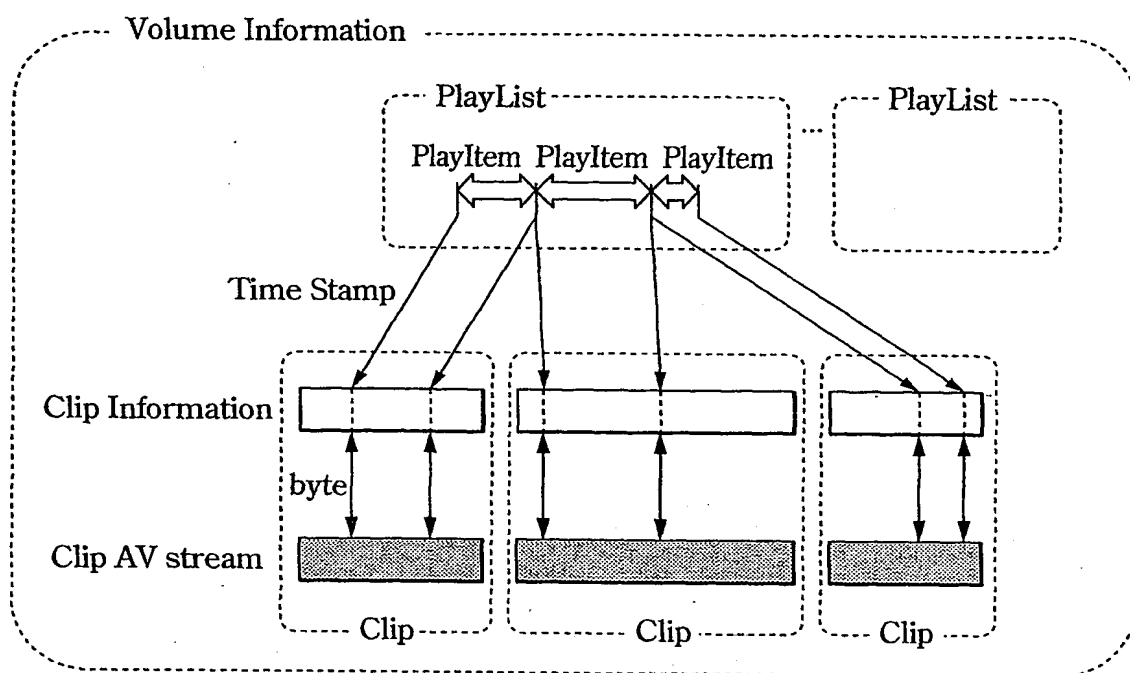 Volume Information
PlayList
PlayList
...
PlayItem PlayItem PlayItem
Time Stamp
Clip Information
byte
Clip AV stream
Clip
Clip
Clip